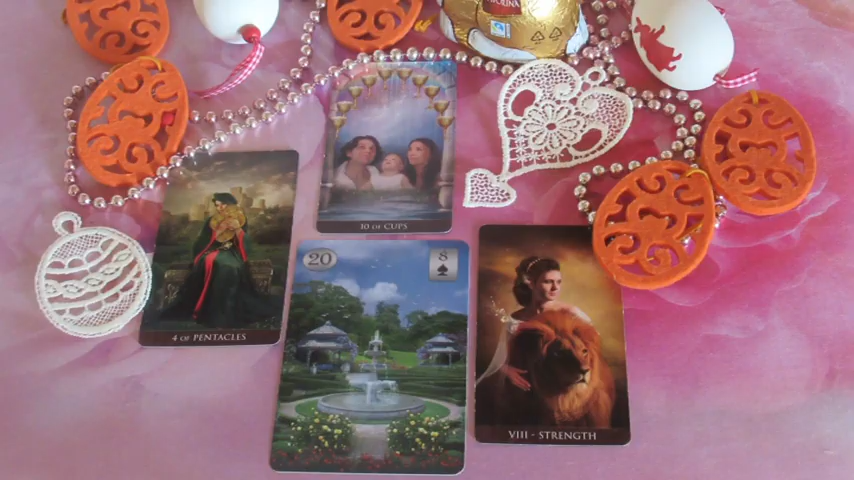 10 OF CUPS
4 OF PENTACLES
20
8
VIII - STRENGTH